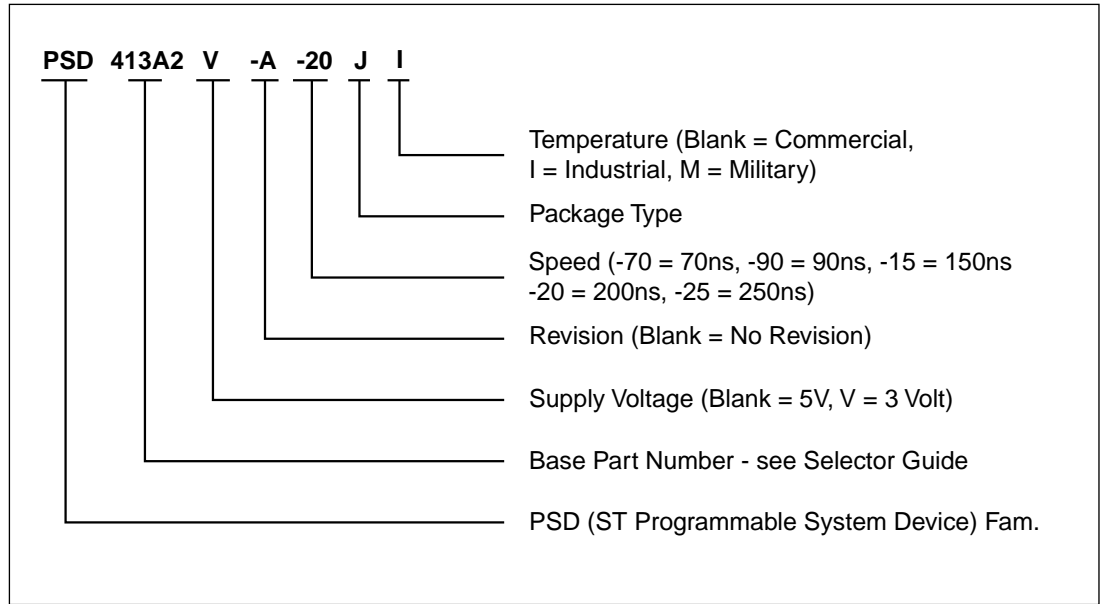 PSD 413A2 V -A -20 J I
Temperature (Blank = Commercial,
I = Industrial, M = Military)
Package Type
Speed (-70 = 70ns, -90 = 90ns, -15 = 150ns
-20 = 200ns, -25 = 250ns)
Revision (Blank = No Revision)
Supply Voltage (Blank = 5V, V = 3 Volt)
Base Part Number - see Selector Guide
PSD (ST Programmable System Device) Fam.